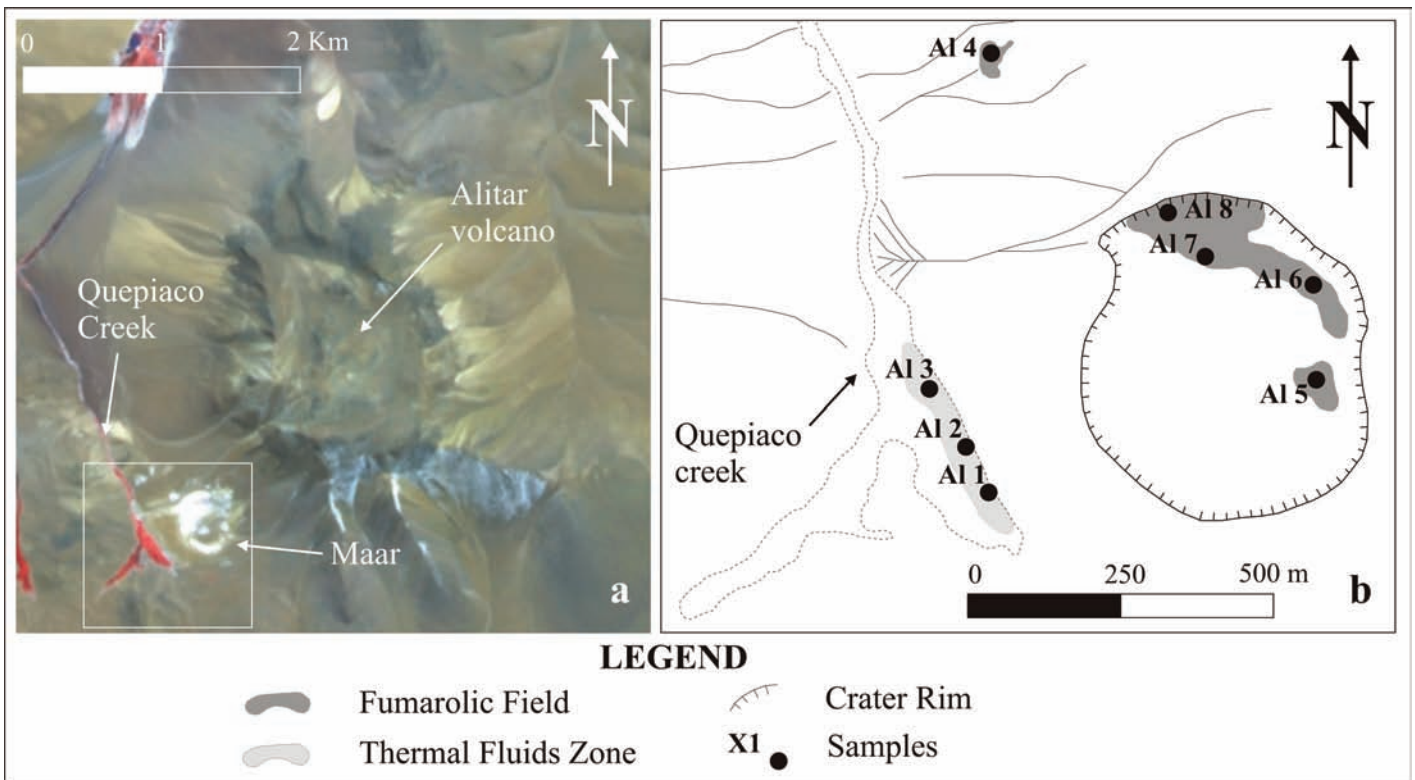 0 1 2 Km
N
Alitar
volcano
Quepiaco
Creek
Maar
a
Al 4
N
Al 8
Al 7
Al 6
Al 3
Al 5
Al 2
Quepiaco
creek
Al 1
0 250 500 m
b
LEGEND
Fumarolic Field
Crater Rim
Thermal Fluids Zone
X1
Samples